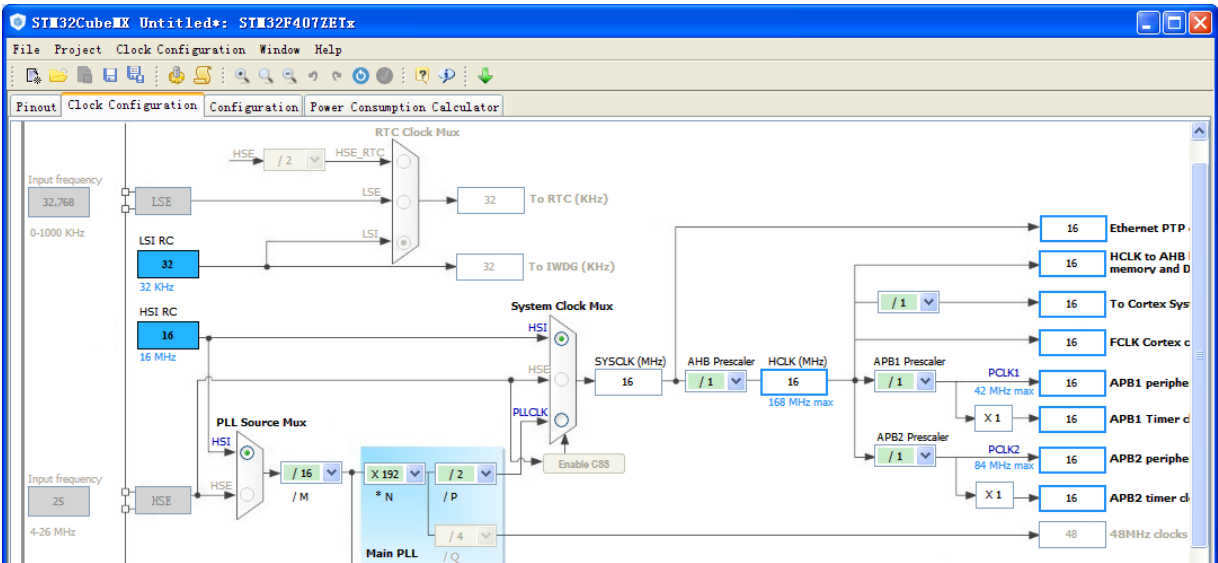 STM32CubeMX Untitled*: STM32F407ZETx
File Project Clock Configuration Window Help
Pinout Clock Configuration Configuration Power Consumption Calculator
RTC Clock Mux
HSE / 2 HSE_RTC
Input frequency
32.768
0-1000 KHz
LSE
LSE
32 To RTC (KHz)
LSI RC
32
32 KHz
LSI
32 To IWDG (KHz)
HSI RC
16
16 MHz
System Clock Mux
HSI
HSE
PLLCLK
SYSCLK (MHz)
16
AHB Prescaler
/ 1
HCLK (MHz)
16
168 MHz max
16 Ethernet PTP
16 HCLK to AHB
memory and D
/ 1 16 To Cortex Sys
16 FCLK Cortex c
APB1 Prescaler
/ 1
PCLK1
42 MHz max
16 APB1 periphe
X 1 16 APB1 Timer c
APB2 Prescaler
/ 1
PCLK2
84 MHz max
16 APB2 periphe
X 1 16 APB2 timer cl
Enable CSS
PLL Source Mux
HSI
HSE
/ 16
/ M
X 192
* N
/ 2
/ P
Input frequency
25
4-26 MHz
HSE
/ 4
/ Q
Main PLL
48 48MHz clocks